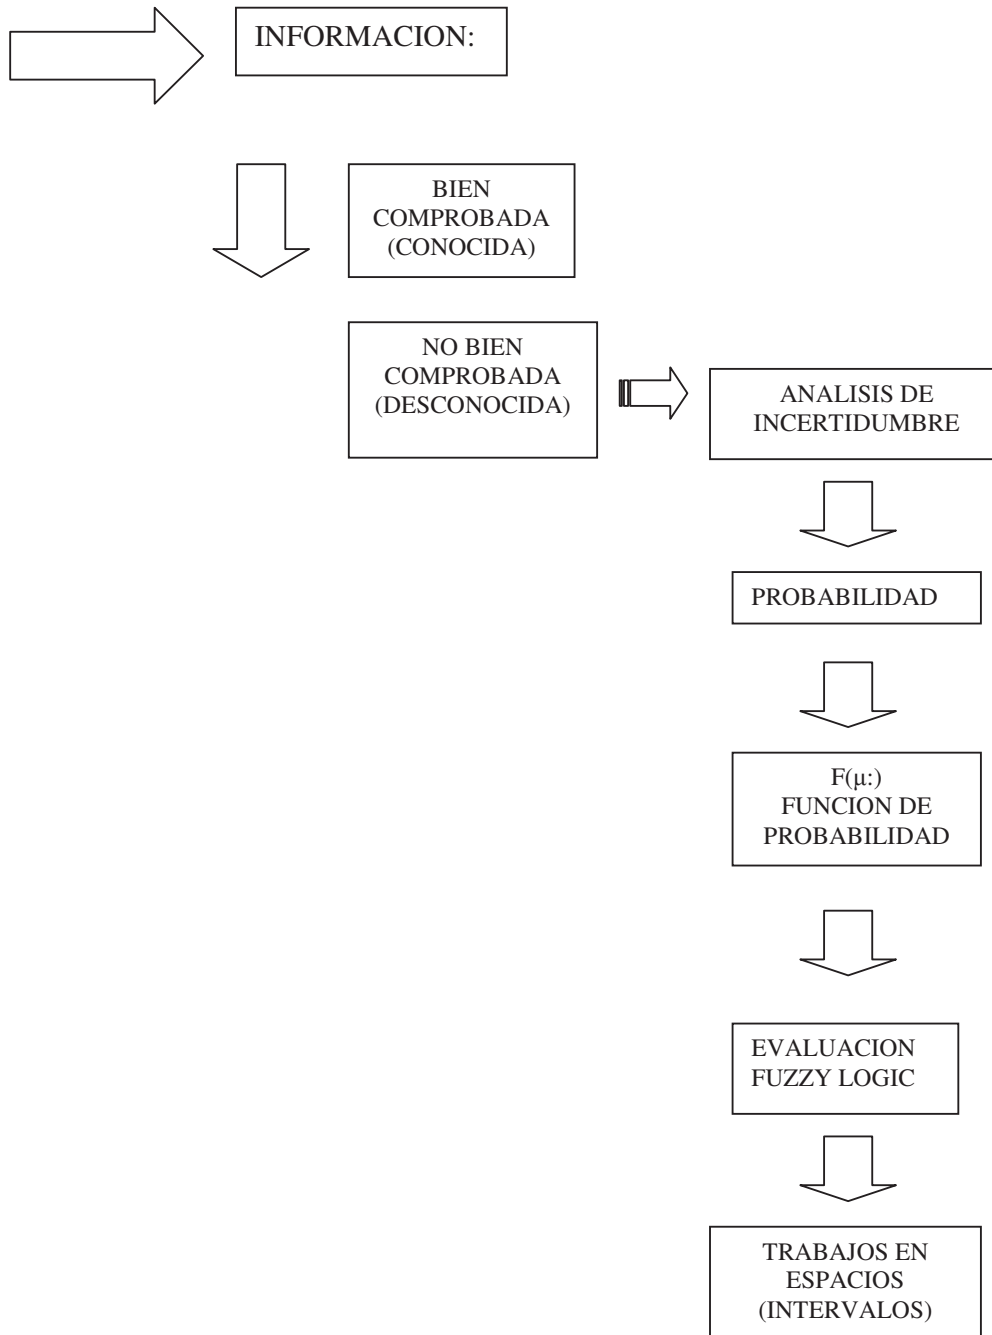 INFORMACION:
BIEN
COMPROBADA
(CONOCIDA)
NO BIEN
COMPROBADA
(DESCONOCIDA)
ANALISIS DE
INCERTIDUMBRE
PROBABILIDAD
F(μ:)
FUNCION DE
PROBABILIDAD
EVALUACION
FUZZY LOGIC
TRABAJOS EN
ESPACIOS
(INTERVALOS)